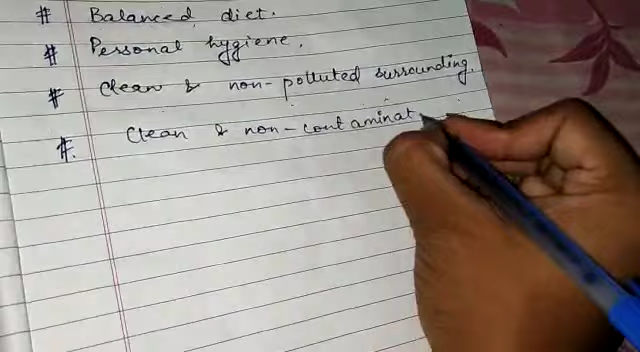 # Balanced diet.
# Personal hygiene.
# Clean & non-polluted surrounding.
#. Clean & non-contaminat